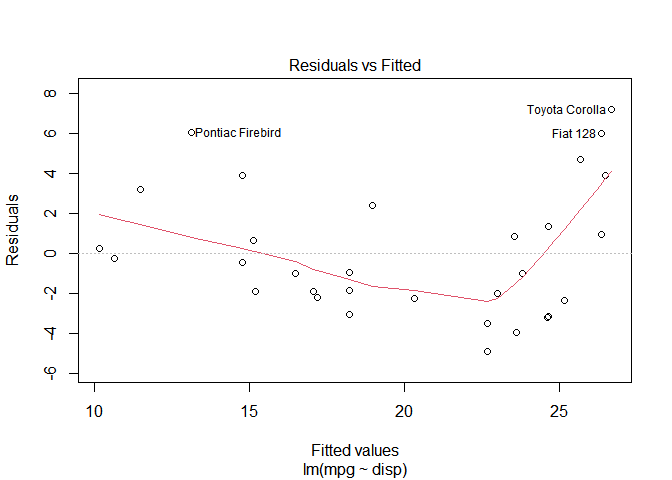 Residuals vs Fitted
Residuals
8
6
4
2
0
-2
-4
-6
Toyota Corolla
Fiat 128
Pontiac Firebird
10 15 20 25
Fitted values
lm(mpg ~ disp)